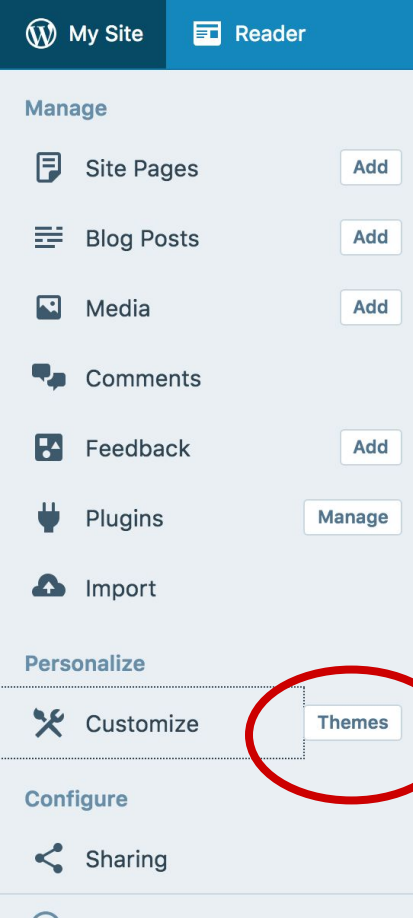 My Site Reader
Manage
Site Pages Add
Blog Posts Add
Media Add
Comments
Feedback Add
Plugins Manage
Import
Personalize
Customize Themes
Configure
Sharing